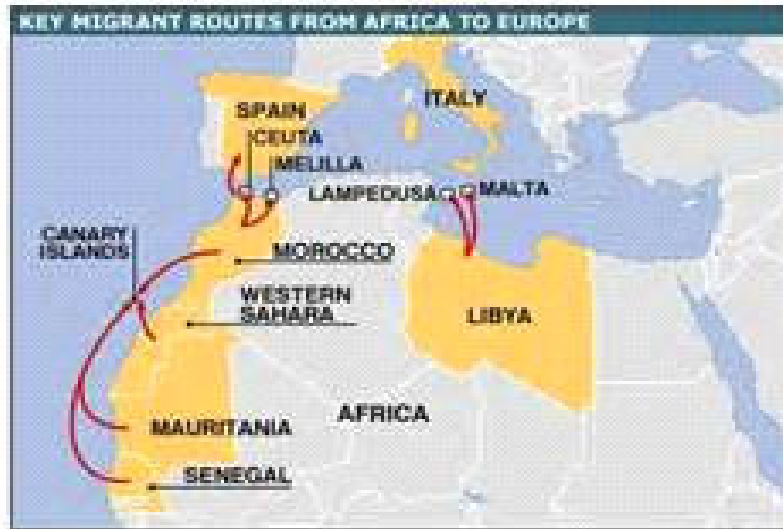 KEY MIGRANT ROUTES FROM AFRICA TO EUROPE
ITALY
SPAIN
CEUTA
MELILLA
LAMPEDUSA
MALTA
CANARY
ISLANDS
MOROCCO
WESTERN
SAHARA
LIBYA
AFRICA
MAURITANIA
SENEGAL